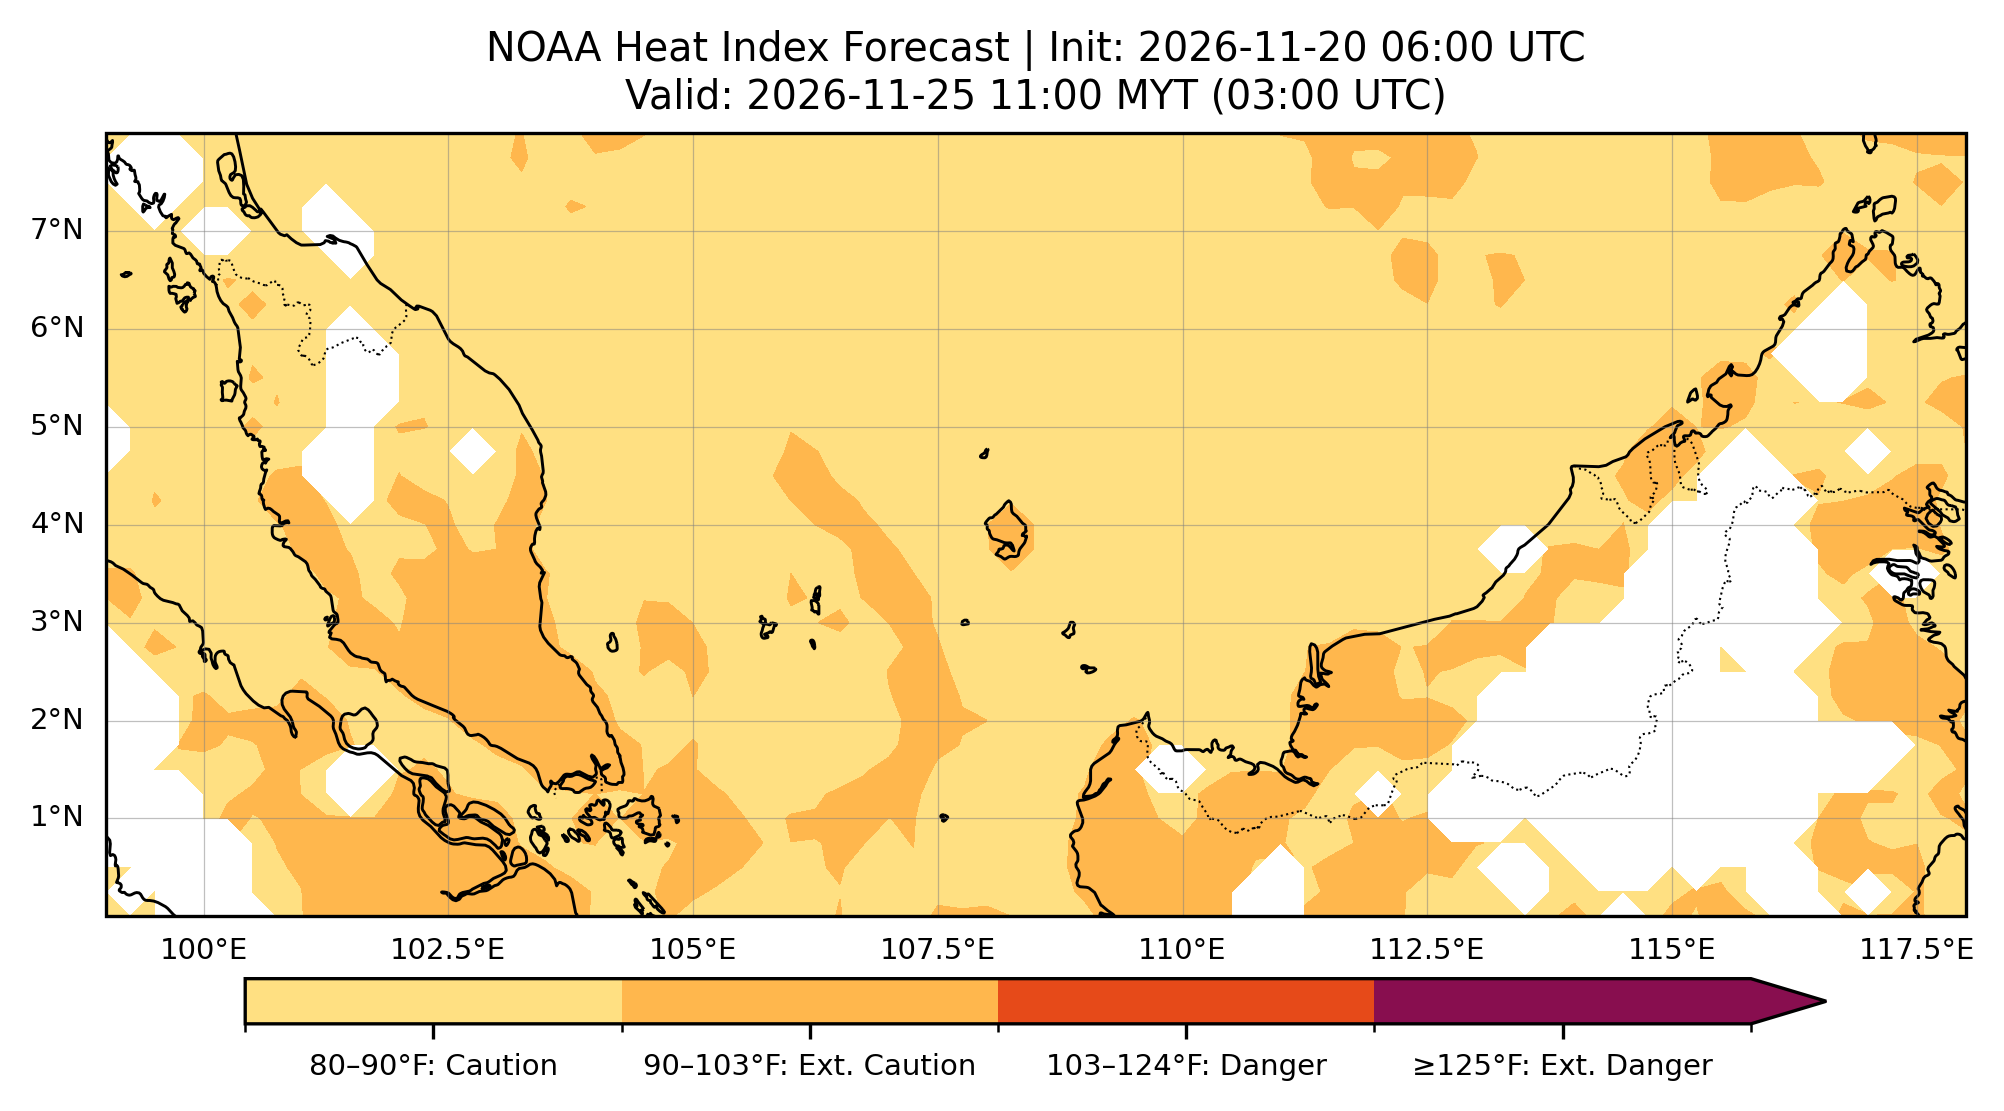 NOAA Heat Index Forecast | Init: 2026-11-20 06:00 UTC
Valid: 2026-11-25 11:00 MYT (03:00 UTC)
7°N
6°N
5°N
4°N
3°N
2°N
1°N
100°E
102.5°E
105°E
107.5°E
110°E
112.5°E
115°E
117.5°E
80–90°F: Caution
90–103°F: Ext. Caution
103–124°F: Danger
≥125°F: Ext. Danger